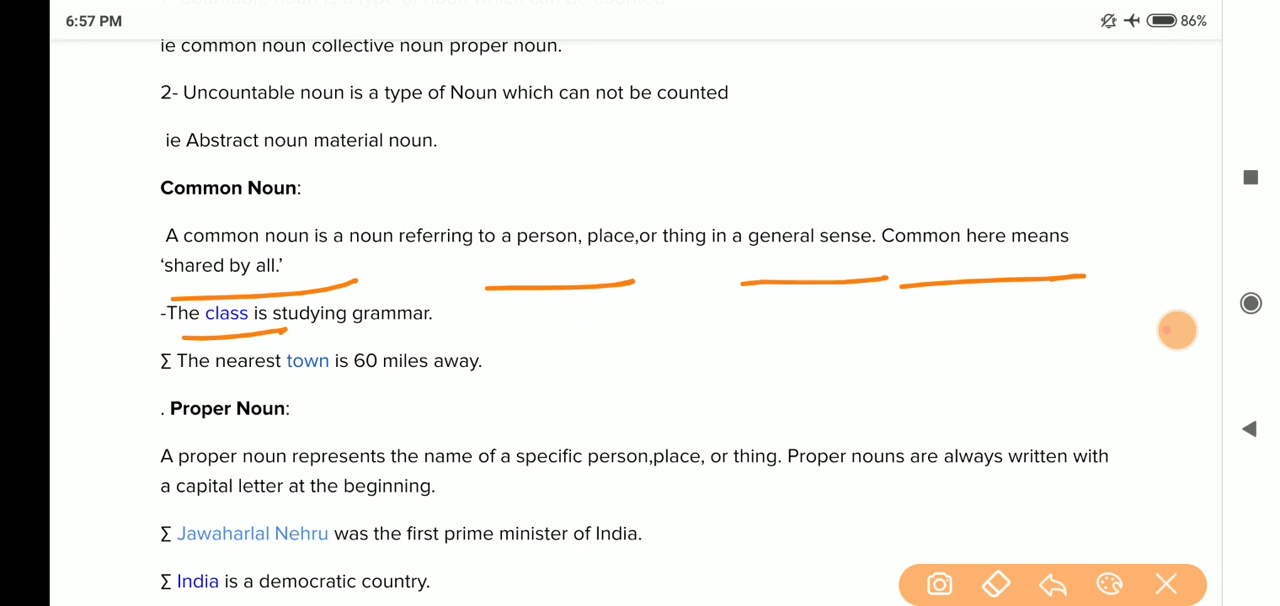 6:57 PM
86%
ie common noun collective noun proper noun.
2- Uncountable noun is a type of Noun which can not be counted
ie Abstract noun material noun.
Common Noun:
A common noun is a noun referring to a person, place,or thing in a general sense. Common here means
‘shared by all.’
-The class is studying grammar.
∑ The nearest town is 60 miles away.
. Proper Noun:
A proper noun represents the name of a specific person,place, or thing. Proper nouns are always written with
a capital letter at the beginning.
∑ Jawaharlal Nehru was the first prime minister of India.
∑ India is a democratic country.